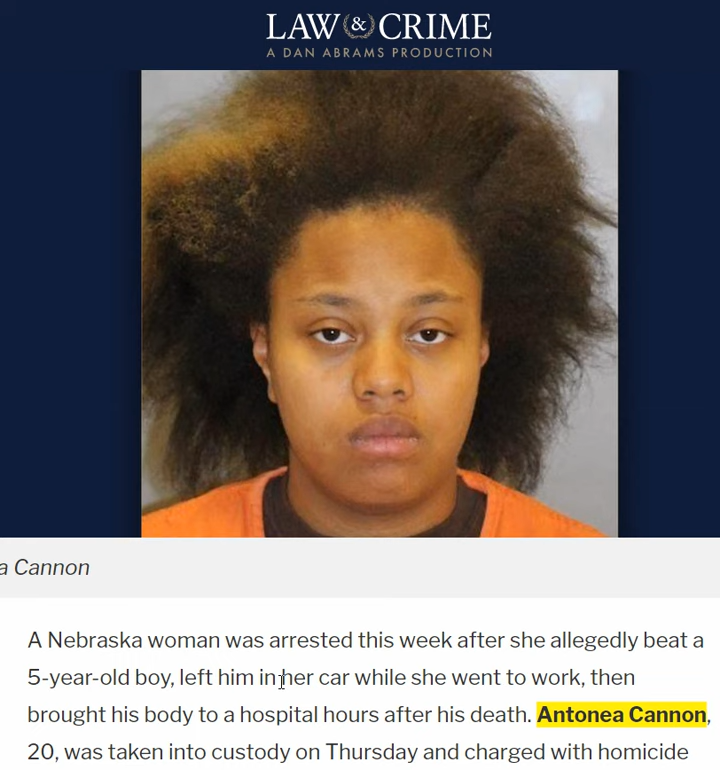 LAW & CRIME
A DAN ABRAMS PRODUCTION
a Cannon
A Nebraska woman was arrested this week after she allegedly beat a
5-year-old boy, left him in her car while she went to work, then
brought his body to a hospital hours after his death. Antonea Cannon,
20, was taken into custody on Thursday and charged with homicide